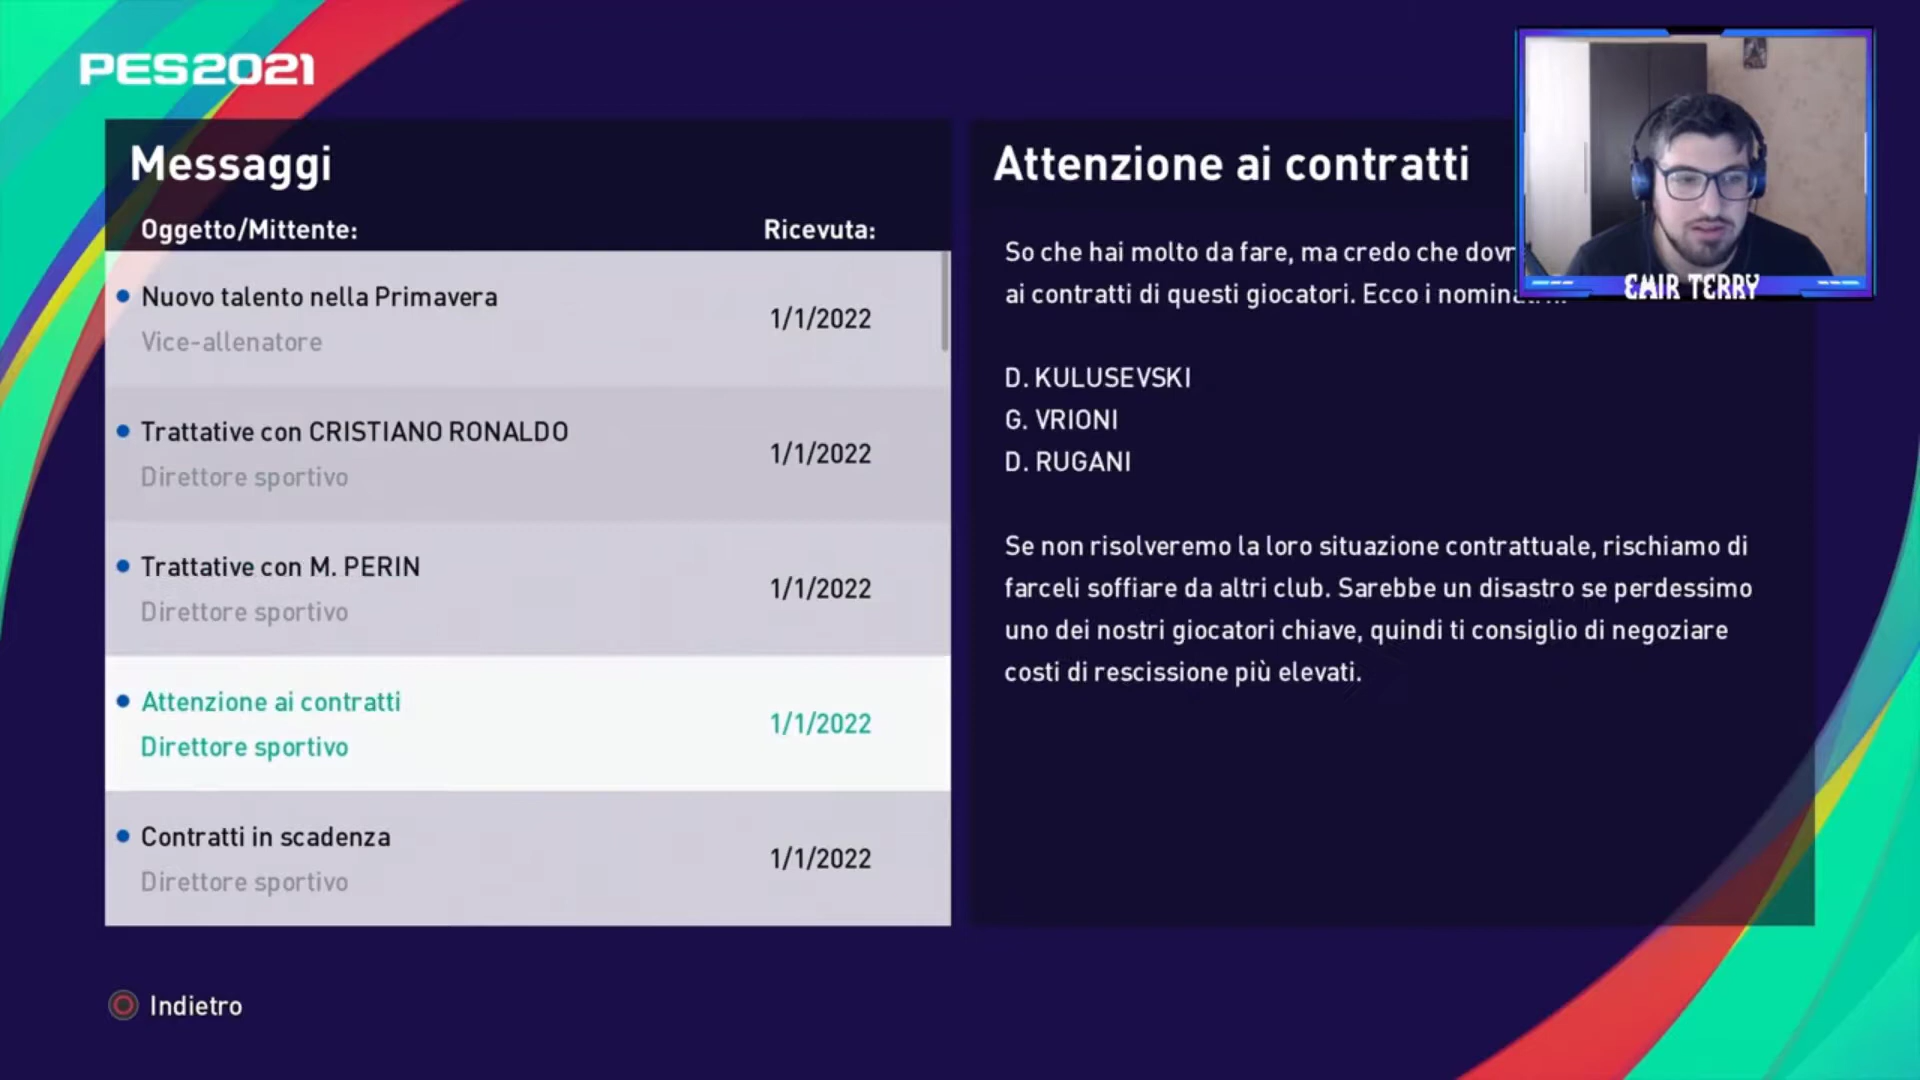 PES2021
Messaggi
Oggetto/Mittente:
Ricevuta:
Nuovo talento nella Primavera
Vice-allenatore
1/1/2022
Trattative con CRISTIANO RONALDO
Direttore sportivo
1/1/2022
Trattative con M. PERIN
Direttore sportivo
1/1/2022
Attenzione ai contratti
Direttore sportivo
1/1/2022
Contratti in scadenza
Direttore sportivo
1/1/2022
Attenzione ai contratti
So che hai molto da fare, ma credo che
ai contratti di questi giocatori. Ecco i
D. KULUSEVSKI
G. VRIONI
D. RUGANI
Se non risolveremo la loro situazione contrattuale, rischiamo di
farceli soffiare da altri club. Sarebbe un disastro se perdessimo
uno dei nostri giocatori chiave, quindi ti consiglio di negoziare
costi di rescissione più elevati.
EMIR TERRY
Indietro